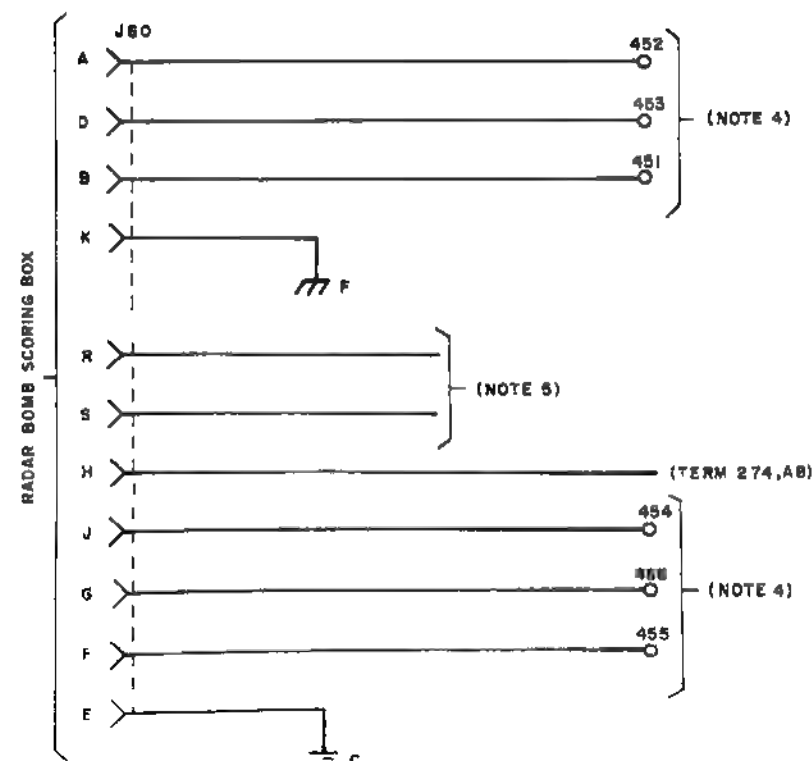 J60
A 452
D 453
(NOTE 4)
B 451
K
F
RADAR BOMB SCORING BOX
R
(NOTE 5)
S
H (TERM 274,AB)
J 454
G
(NOTE 4)
F 455
E